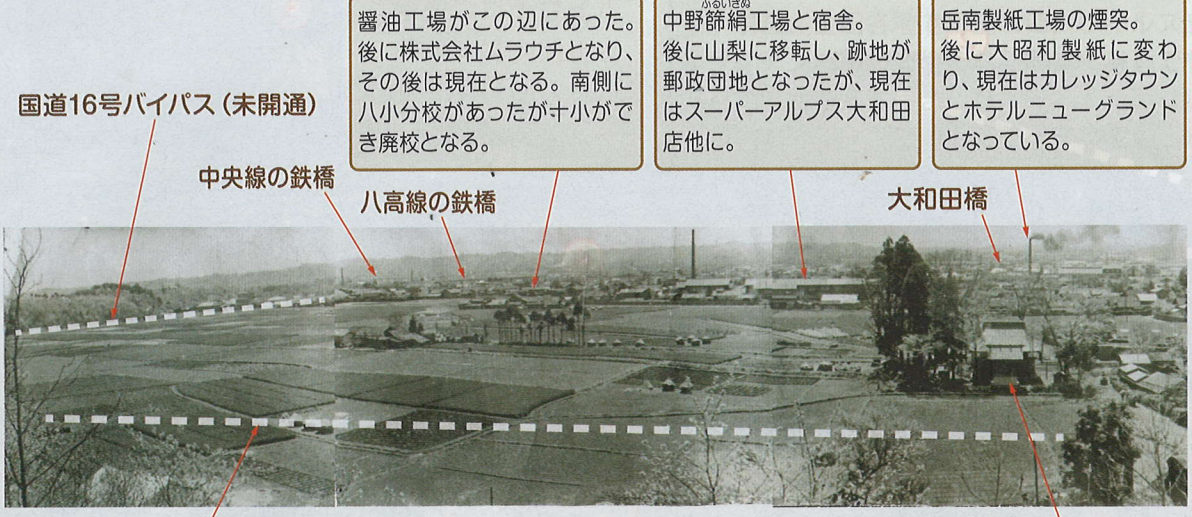 醤油工場がこの辺にあった。
後に株式会社ムラウチとなり、
その後は現在となる。南側に
八小分校があったが十小がで
き廃校となる。
ふるいぎぬ
中野篩絹工場と宿舎。
後に山梨に移転し、跡地が
郵政団地となったが、現在
はスーパーアルプス大和田
店他に。
岳南製紙工場の煙突。
後に大昭和製紙に変わ
り、現在はカレッジタウン
とホテルニューグランド
となっている。
国道16号バイパス（未開通）
中央線の鉄橋
八高線の鉄橋
大和田橋